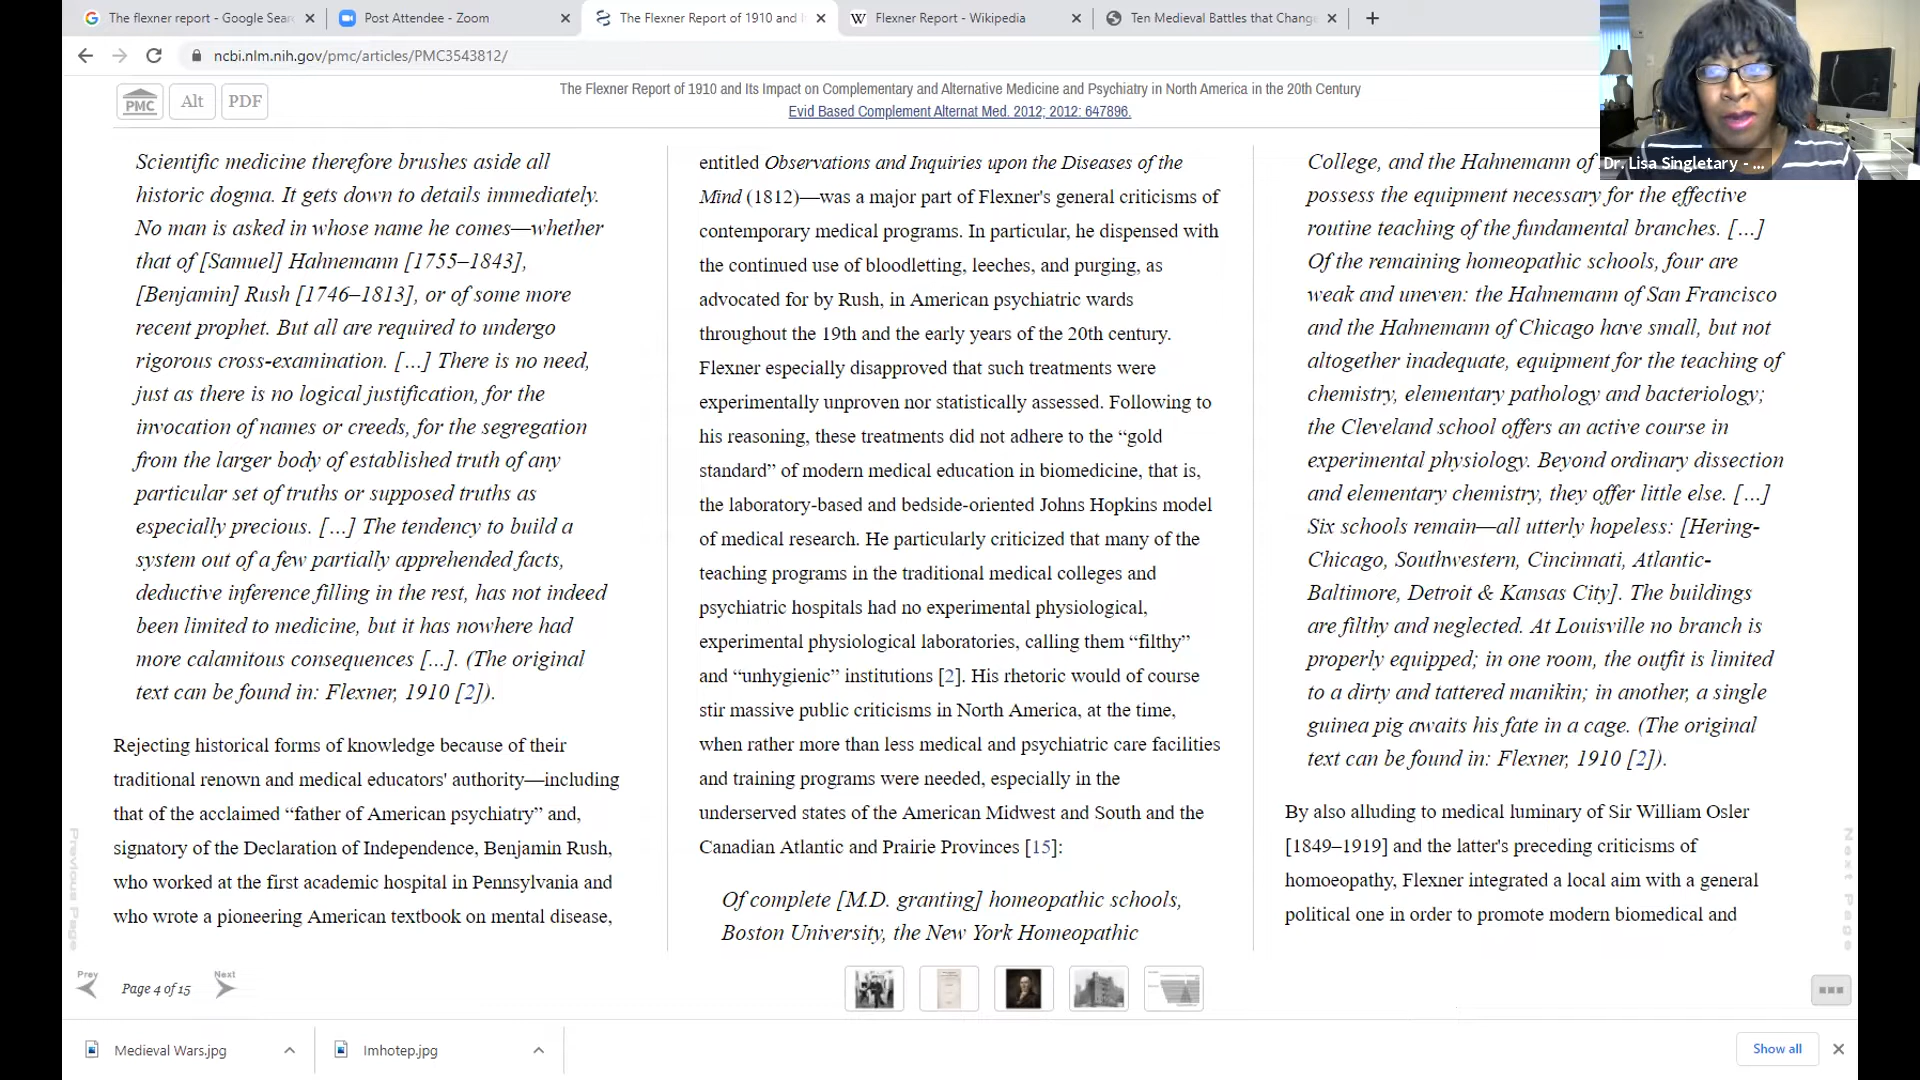 The flexner report - Google Sear
Post Attendee - Zoom
The Flexner Report of 1910 and I
Flexner Report - Wikipedia
Ten Medieval Battles that Chang
ncbi.nlm.nih.gov/pmc/articles/PMC3543812/
PMC
Alt
PDF
The Flexner Report of 1910 and Its Impact on Complementary and Alternative Medicine and Psychiatry in North America in the 20th Century
Evid Based Complement Alternat Med. 2012; 2012: 647896.
Dr. Lisa Singletary - ...
Scientific medicine therefore brushes aside all
historic dogma. It gets down to details immediately.
No man is asked in whose name he comes—whether
that of [Samuel] Hahnemann [1755–1843],
[Benjamin] Rush [1746–1813], or of some more
recent prophet. But all are required to undergo
rigorous cross-examination. […] There is no need,
just as there is no logical justification, for the
invocation of names or creeds, for the segregation
from the larger body of established truth of any
particular set of truths or supposed truths as
especially precious. […] The tendency to build a
system out of a few partially apprehended facts,
deductive inference filling in the rest, has not indeed
been limited to medicine, but it has nowhere had
more calamitous consequences […]. (The original
text can be found in: Flexner, 1910 [2]).
Rejecting historical forms of knowledge because of their
traditional renown and medical educators' authority—including
that of the acclaimed “father of American psychiatry” and,
signatory of the Declaration of Independence, Benjamin Rush,
who worked at the first academic hospital in Pennsylvania and
who wrote a pioneering American textbook on mental disease,
entitled Observations and Inquiries upon the Diseases of the
Mind (1812)—was a major part of Flexner's general criticisms of
contemporary medical programs. In particular, he dispensed with
the continued use of bloodletting, leeches, and purging, as
advocated for by Rush, in American psychiatric wards
throughout the 19th and the early years of the 20th century.
Flexner especially disapproved that such treatments were
experimentally unproven nor statistically assessed. Following to
his reasoning, these treatments did not adhere to the “gold
standard” of modern medical education in biomedicine, that is,
the laboratory-based and bedside-oriented Johns Hopkins model
of medical research. He particularly criticized that many of the
teaching programs in the traditional medical colleges and
psychiatric hospitals had no experimental physiological,
experimental physiological laboratories, calling them “filthy”
and “unhygienic” institutions [2]. His rhetoric would of course
stir massive public criticisms in North America, at the time,
when rather more than less medical and psychiatric care facilities
and training programs were needed, especially in the
underserved states of the American Midwest and South and the
Canadian Atlantic and Prairie Provinces [15]:
Of complete [M.D. granting] homeopathic schools,
Boston University, the New York Homeopathic
College, and the Hahnemann of
possess the equipment necessary for the effective
routine teaching of the fundamental branches. […]
Of the remaining homeopathic schools, four are
weak and uneven: the Hahnemann of San Francisco
and the Hahnemann of Chicago have small, but not
altogether inadequate, equipment for the teaching of
chemistry, elementary pathology and bacteriology;
the Cleveland school offers an active course in
experimental physiology. Beyond ordinary dissection
and elementary chemistry, they offer little else. […]
Six schools remain—all utterly hopeless: [Hering-
Chicago, Southwestern, Cincinnati, Atlantic-
Baltimore, Detroit & Kansas City]. The buildings
are filthy and neglected. At Louisville no branch is
properly equipped; in one room, the outfit is limited
to a dirty and tattered manikin; in another, a single
guinea pig awaits his fate in a cage. (The original
text can be found in: Flexner, 1910 [2]).
By also alluding to medical luminary of Sir William Osler
[1849–1919] and the latter's preceding criticisms of
homoeopathy, Flexner integrated a local aim with a general
political one in order to promote modern biomedical and
Previous Page
Next Page
Prev
Page 4 of 15
Next
Medieval Wars.jpg
Imhotep.jpg
Show all